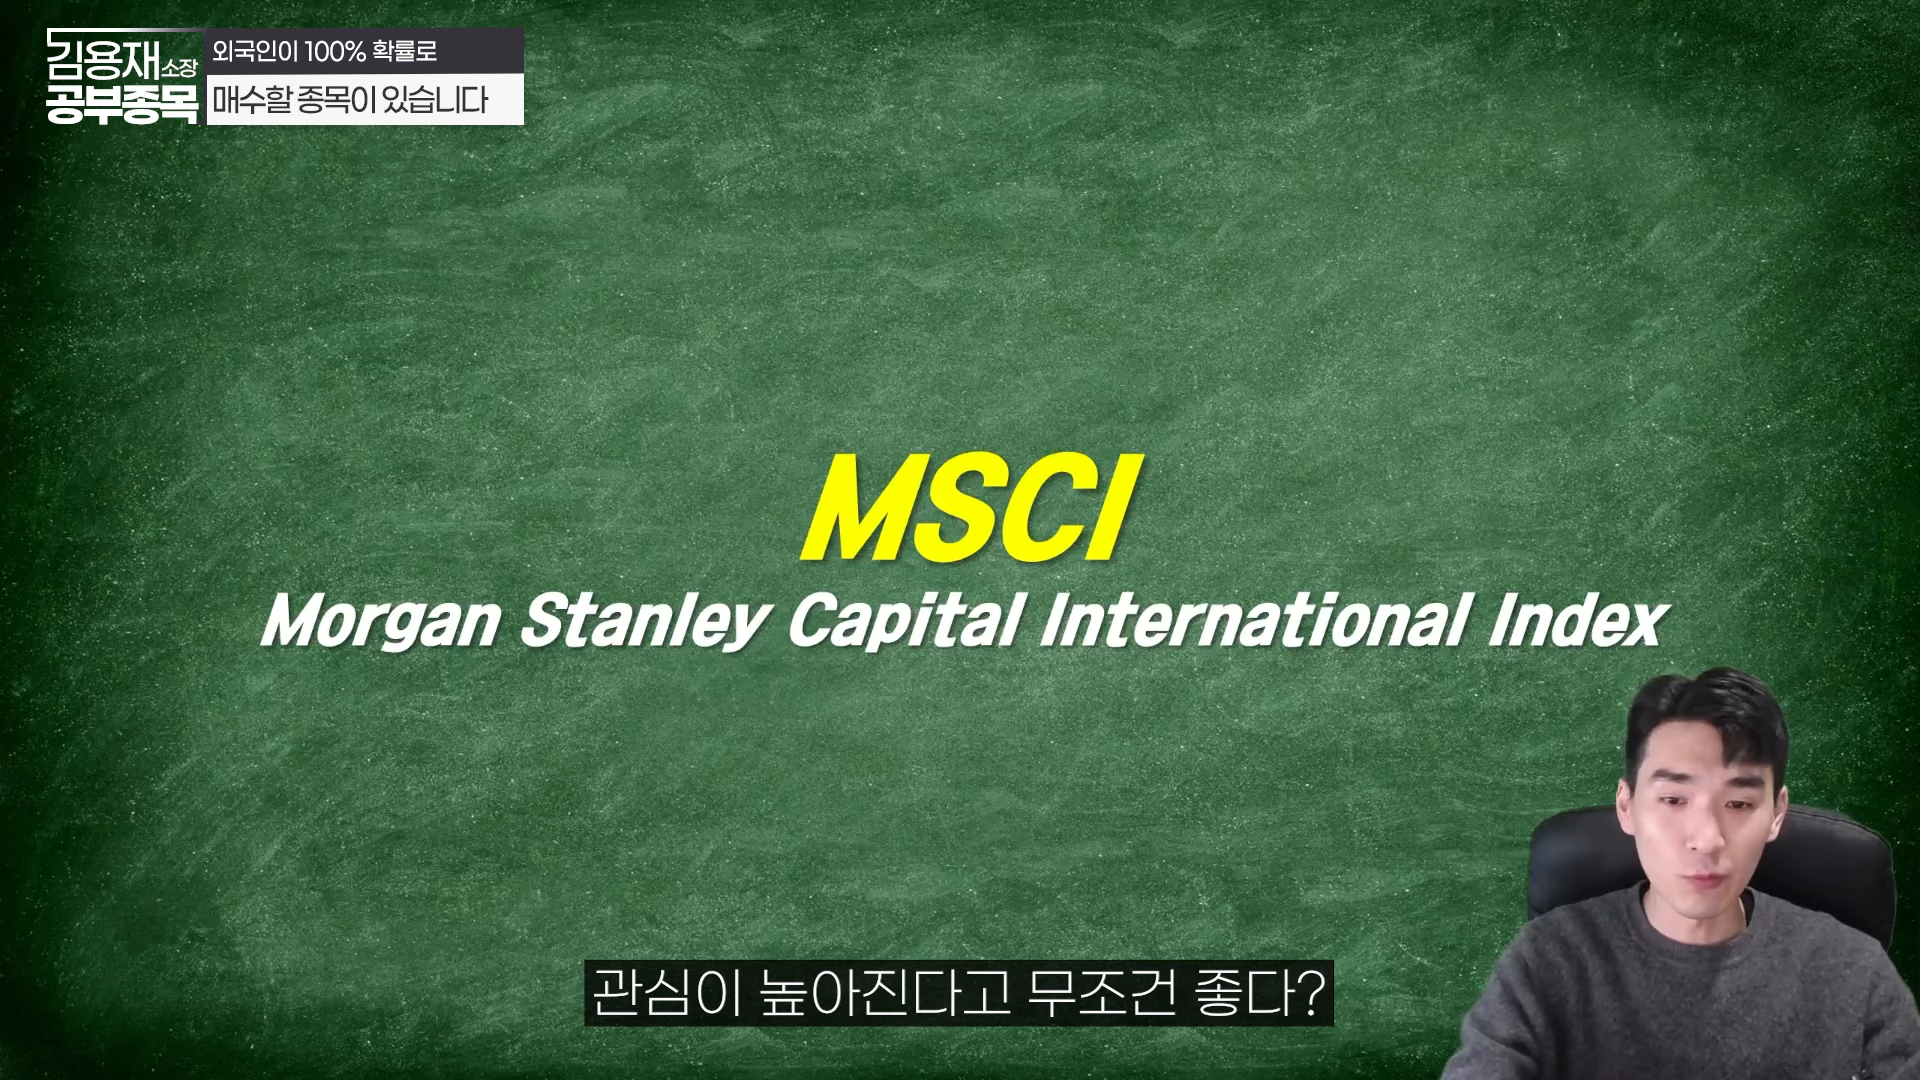 김용재 소장
공부종목
외국인이 100% 확률로
매수할 종목이 있습니다
MSCI
Morgan Stanley Capital International Index
관심이 높아진다고 무조건 좋다?